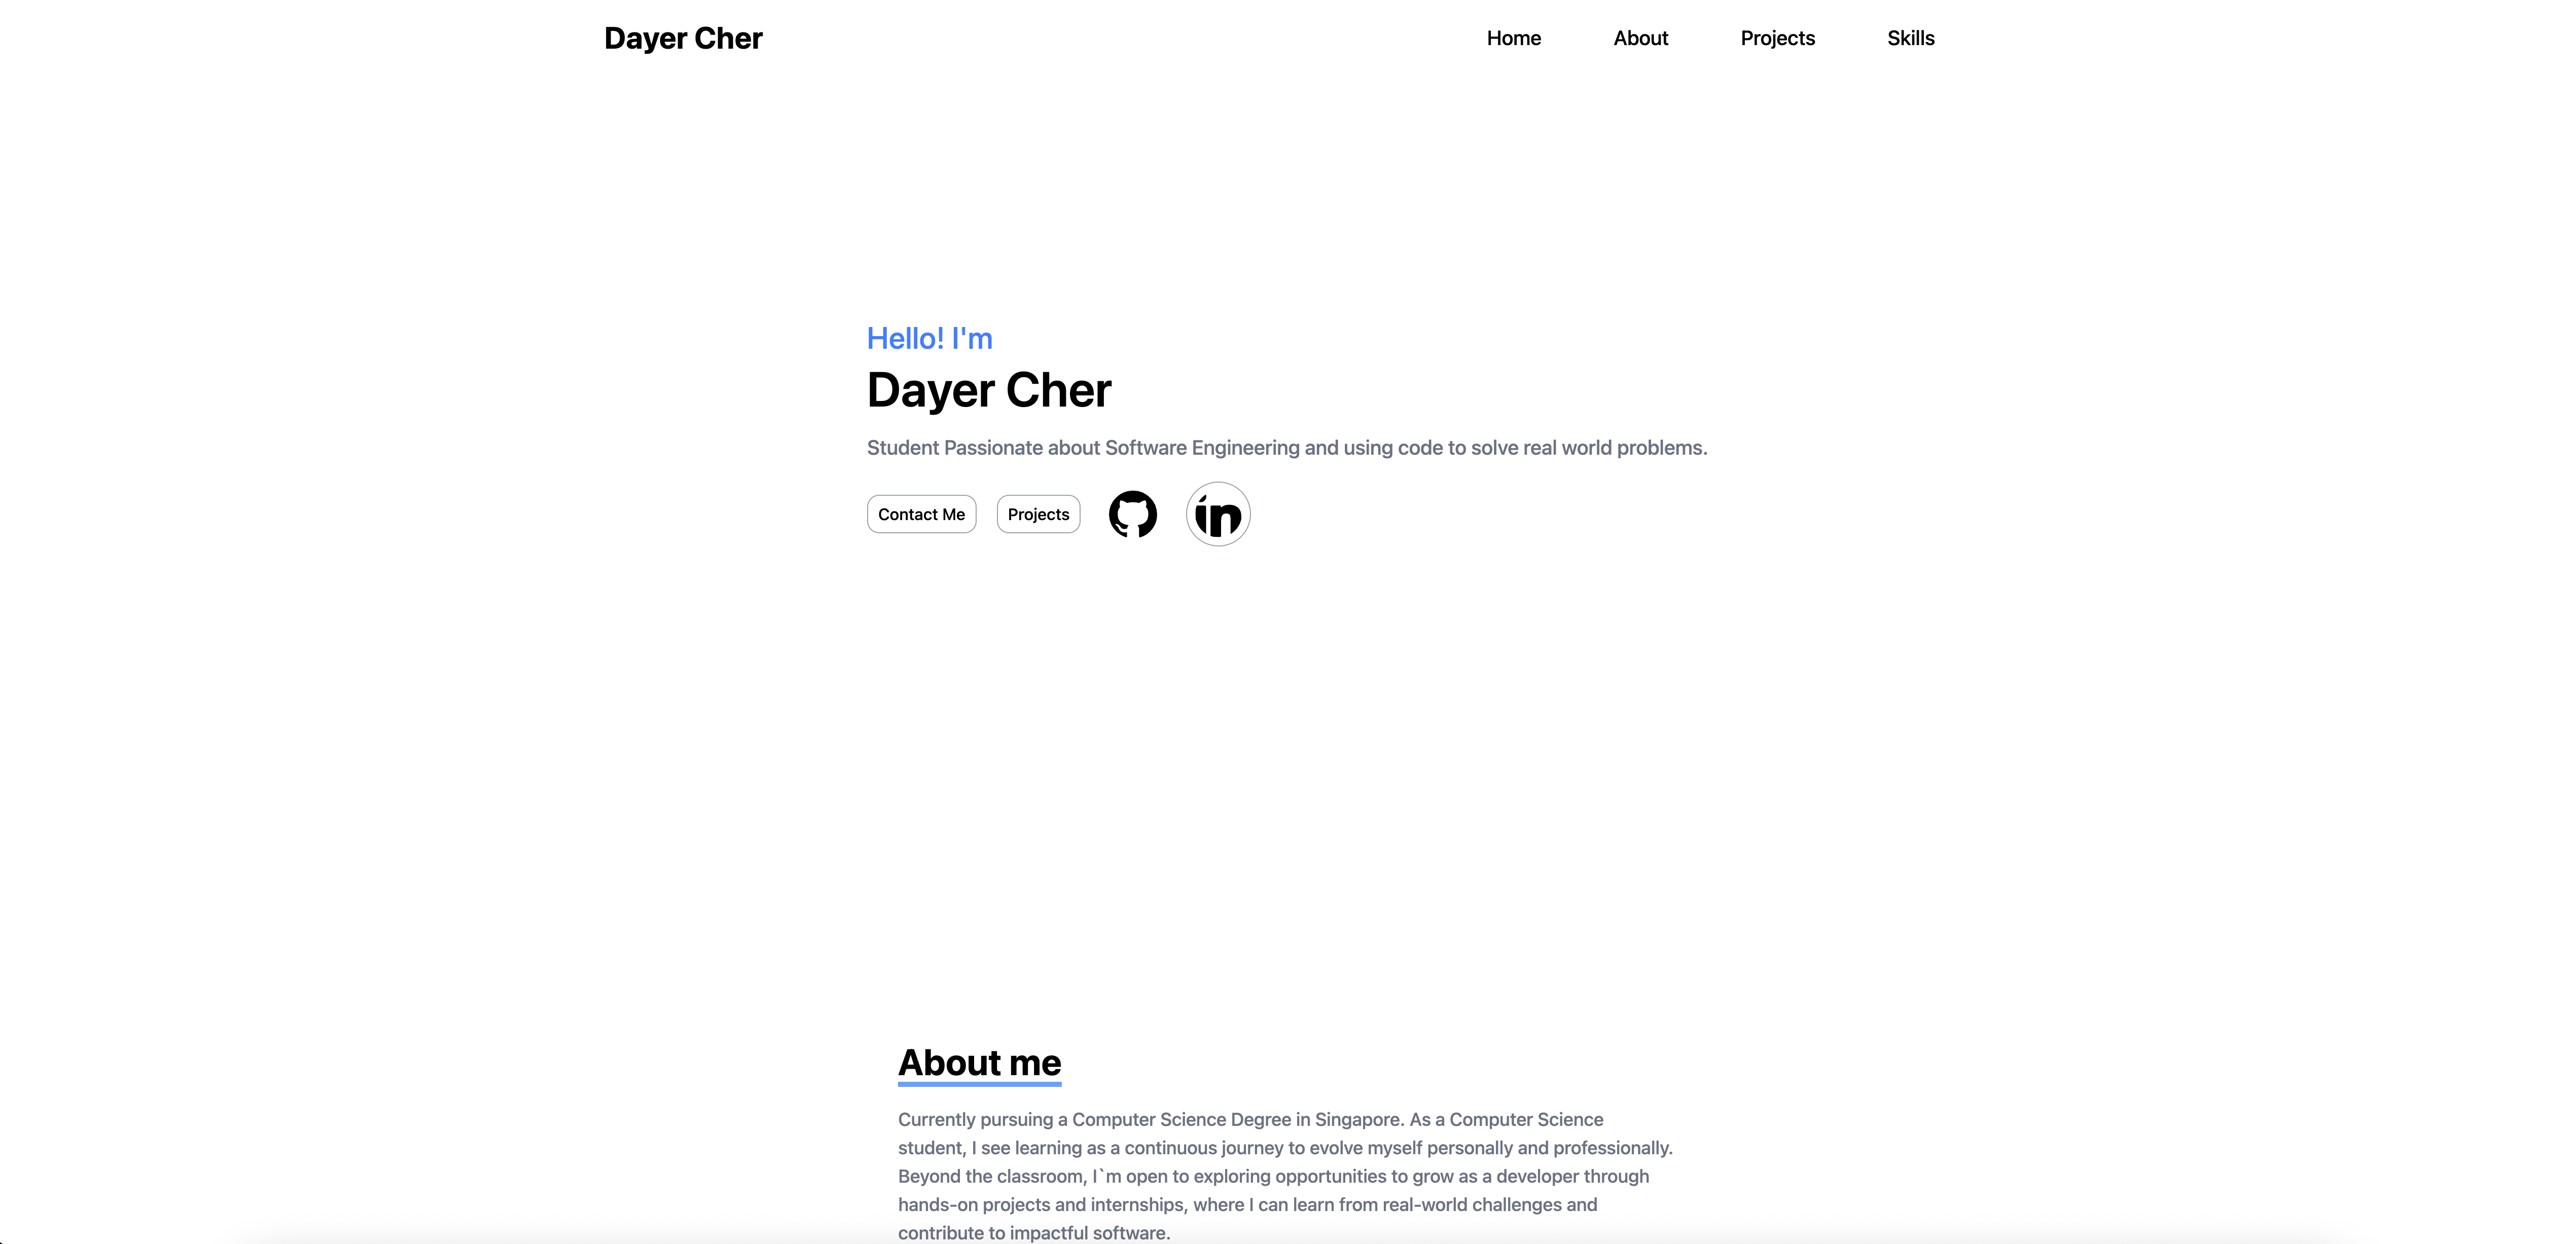 Dayer Cher
Home About Projects Skills
Hello! I'm
Dayer Cher
Student Passionate about Software Engineering and using code to solve real world problems.
Contact Me Projects in
About me
Currently pursuing a Computer Science Degree in Singapore. As a Computer Science
student, I see learning as a continuous journey to evolve myself personally and professionally.
Beyond the classroom, I`m open to exploring opportunities to grow as a developer through
hands-on projects and internships, where I can learn from real-world challenges and
contribute to impactful software.